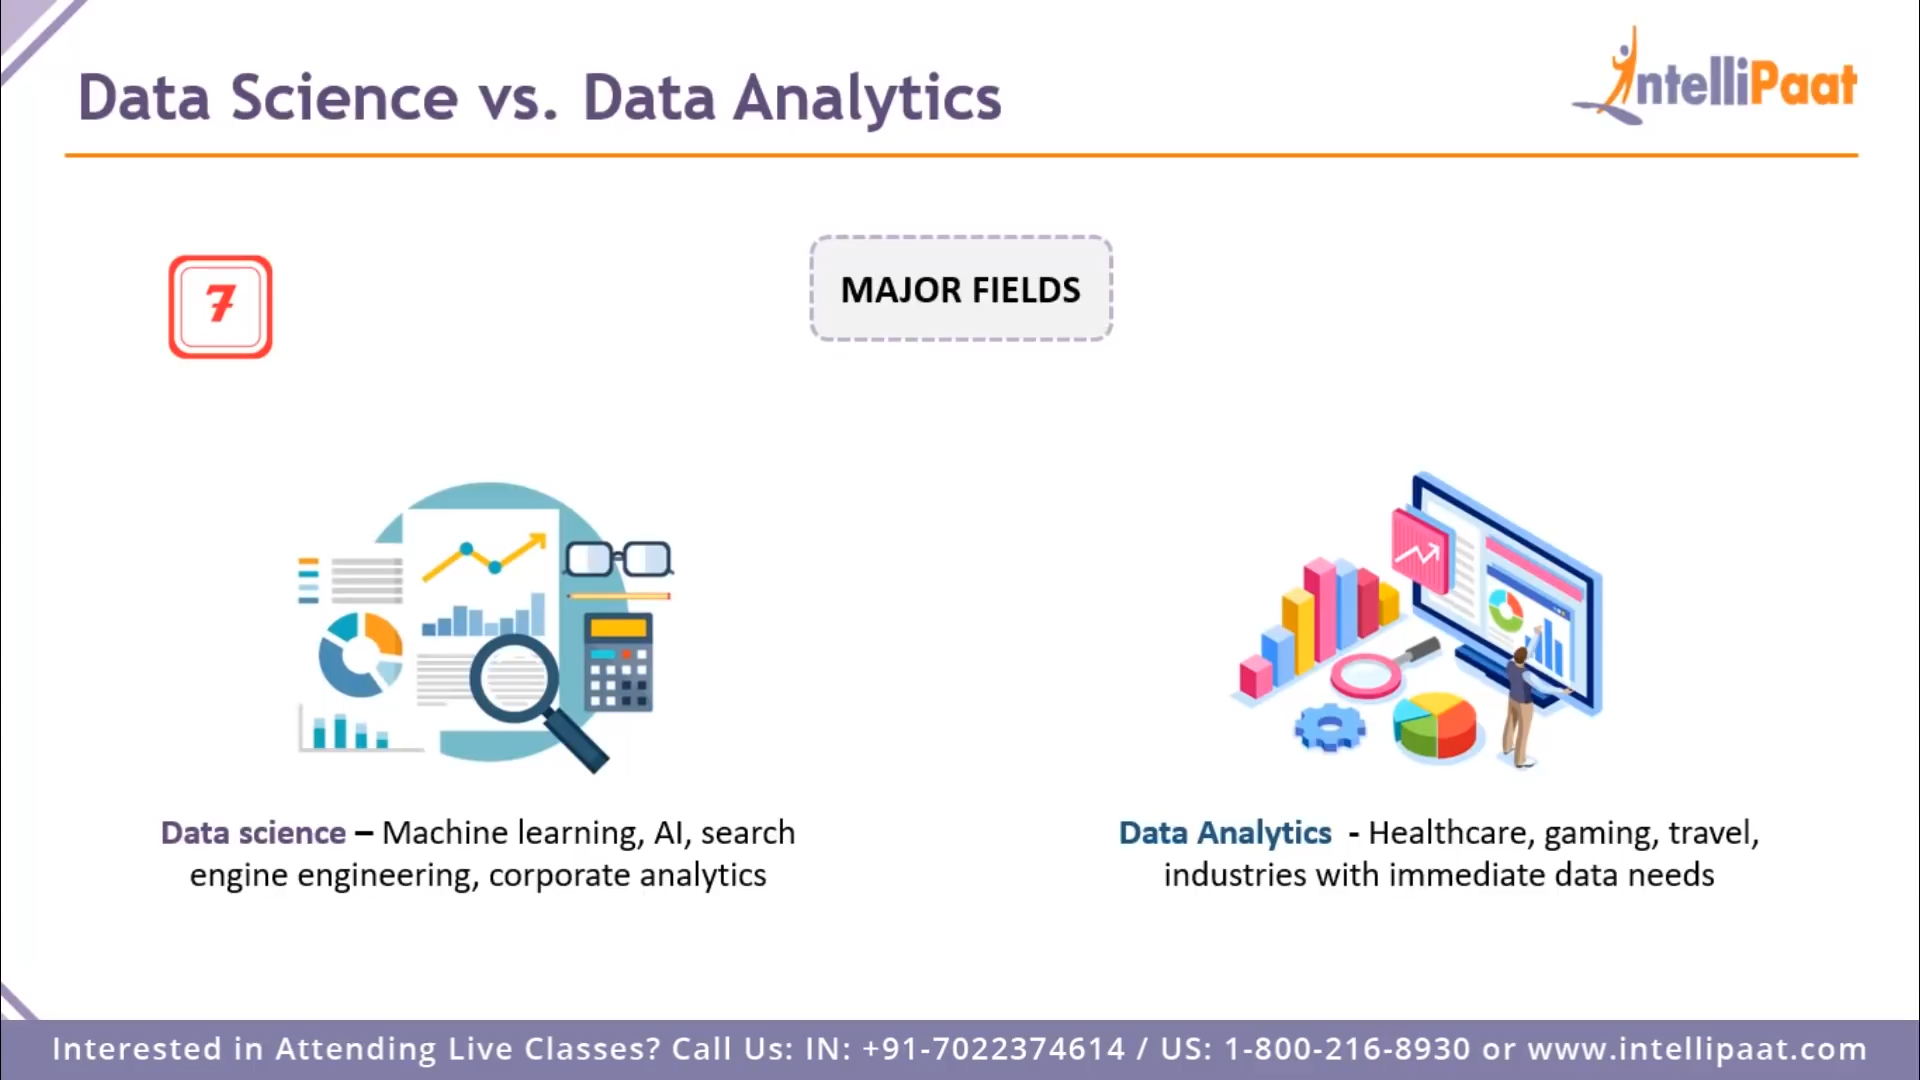 Data Science vs. Data Analytics
IntelliPaat
7
MAJOR FIELDS
Data science – Machine learning, AI, search
engine engineering, corporate analytics
Data Analytics - Healthcare, gaming, travel,
industries with immediate data needs
Interested in Attending Live Classes? Call Us: IN: +91-7022374614 / US: 1-800-216-8930 or www.intellipaat.com